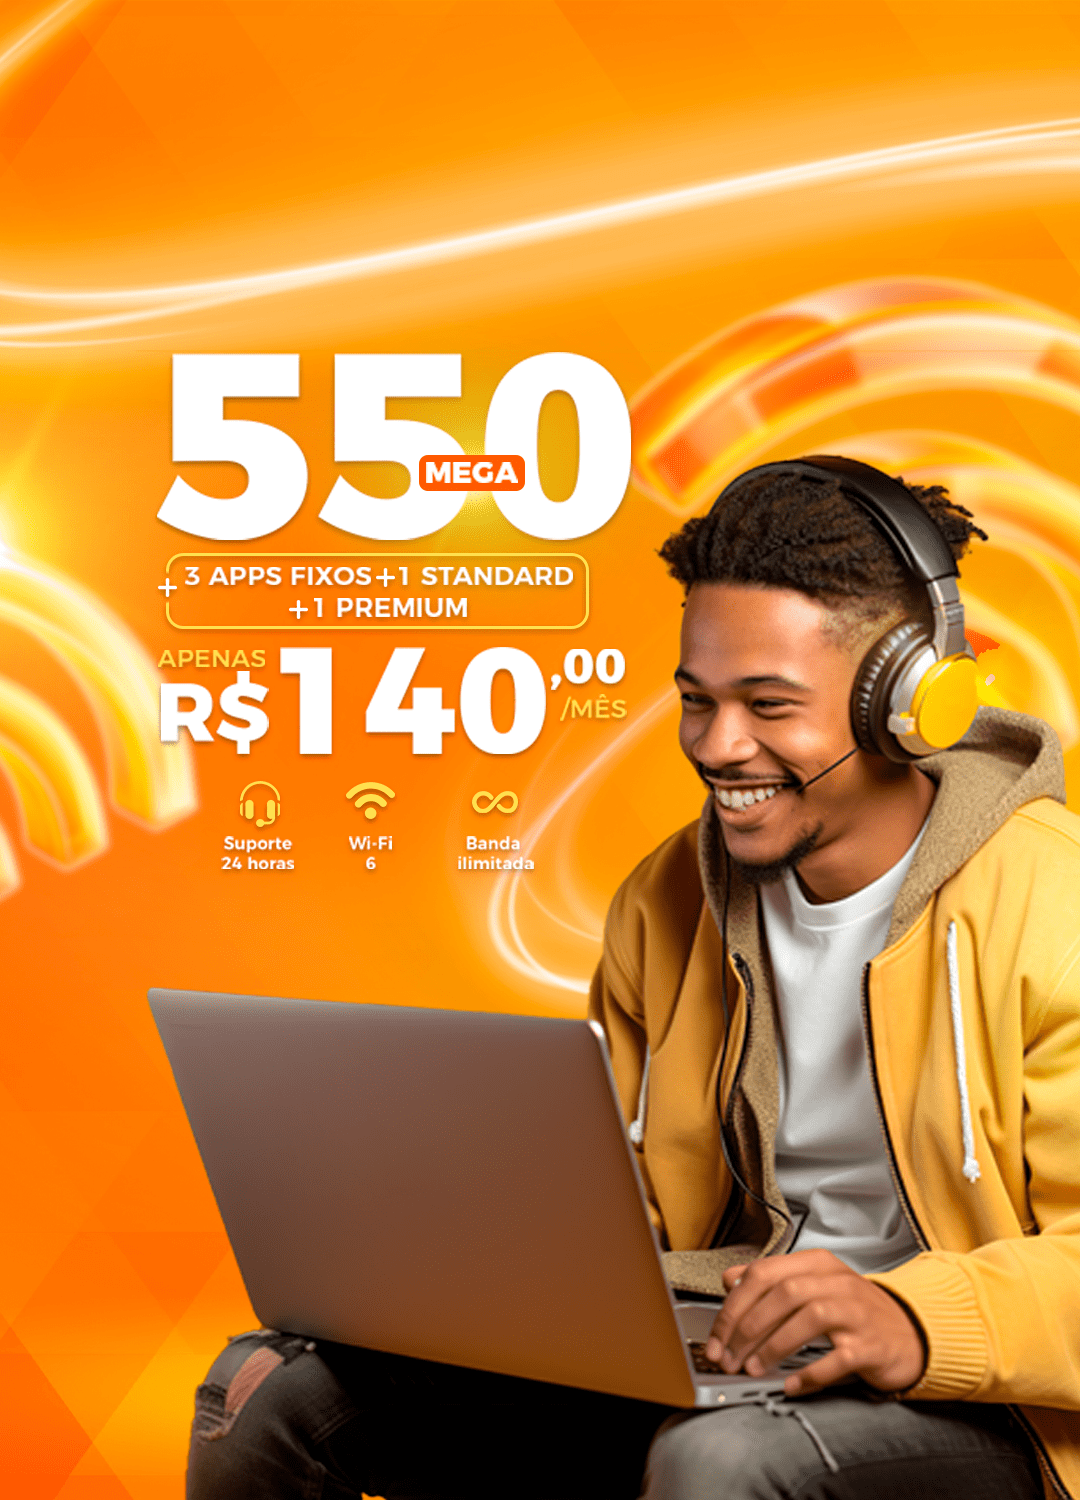 550
MEGA
+ 3 APPS FIXOS+1 STANDARD
+1 PREMIUM
APENAS
R$140,00
/MÊS
Suporte
24 horas
Wi-Fi
6
Banda
ilimitada